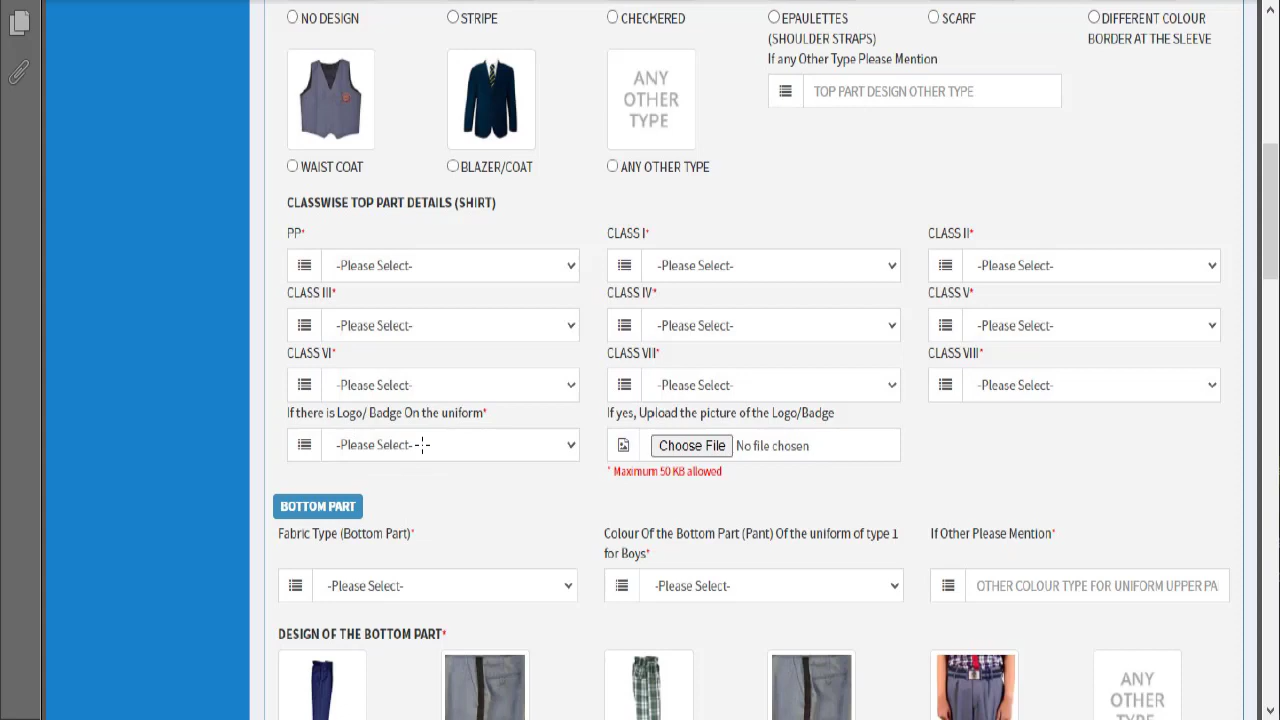 NO DESIGN
STRIPE
CHECKERED
EPAULETTES
(SHOULDER STRAPS)
SCARF
DIFFERENT COLOUR
BORDER AT THE SLEEVE
If any Other Type Please Mention
TOP PART DESIGN OTHER TYPE
ANY
OTHER
TYPE
WAIST COAT
BLAZER/COAT
ANY OTHER TYPE
CLASSWISE TOP PART DETAILS (SHIRT)
PP*
CLASS I*
CLASS II*
-Please Select-
-Please Select-
-Please Select-
CLASS III*
CLASS IV*
CLASS V*
-Please Select-
-Please Select-
-Please Select-
CLASS VI*
CLASS VII*
CLASS VIII*
-Please Select-
-Please Select-
-Please Select-
If there is Logo/ Badge On the uniform*
If yes, Upload the picture of the Logo/Badge
-Please Select-
Choose File No file chosen
* Maximum 50 KB allowed
BOTTOM PART
Fabric Type (Bottom Part)*
Colour Of the Bottom Part (Pant) Of the uniform of type 1
for Boys*
If Other Please Mention*
-Please Select-
-Please Select-
OTHER COLOUR TYPE FOR UNIFORM UPPER PA
DESIGN OF THE BOTTOM PART*
ANY
OTHER
TYPE